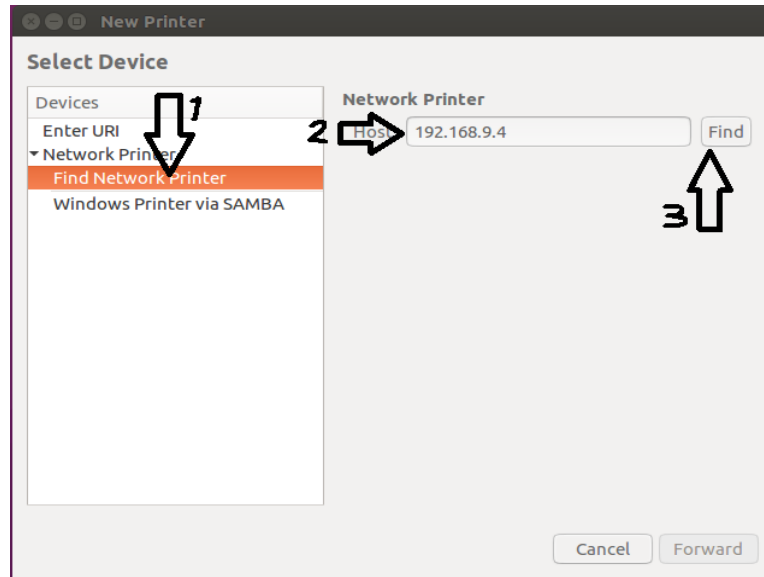 New Printer
Select Device
Devices
1
Enter URI
Network Printer
Find Network Printer
Windows Printer via SAMBA
Network Printer
2
Host
192.168.9.4
Find
3
Cancel
Forward